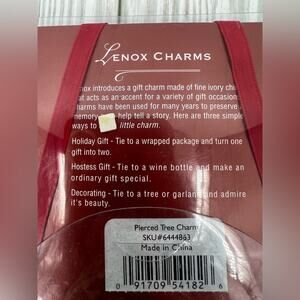 LENOX CHARMS
nox introduces a gift charm made of fine ivory chi
at acts as an accent for a variety of gift occasion
harms have been used for many years to preserve
memory help tell a story. Here are three simple
ways to little charm.
Holiday Gift - Tie to a wrapped package and turn one
gift into two.
Hostess Gift - Tie to a wine bottle and make an
ordinary gift special.
Decorating - Tie to a tree or garland and admire
it's beauty.
Pierced Tree Charm
SKU#6444863
Made in China
0 91709 54182 6